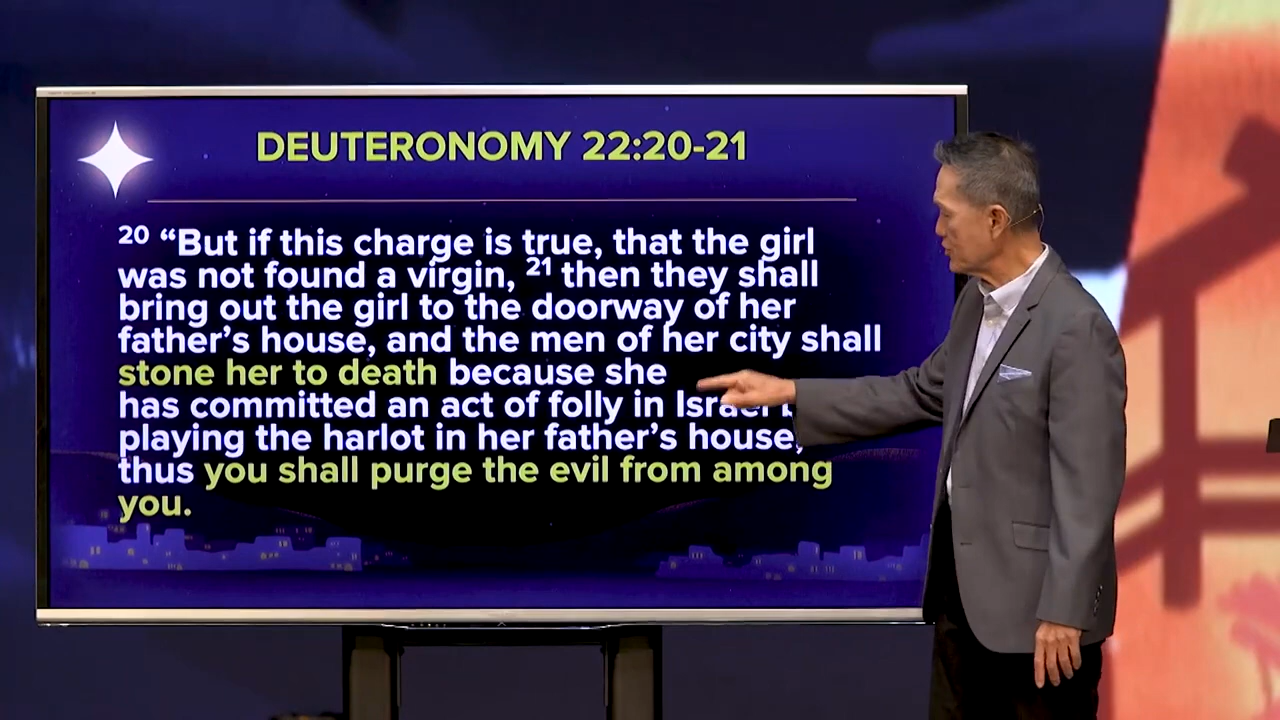 DEUTERONOMY 22:20-21
20 “But if this charge is true, that the girl
was not found a virgin, 21 then they shall
bring out the girl to the doorway of her
father’s house, and the men of her city shall
stone her to death because she
has committed an act of folly in Israel
playing the harlot in her father’s house,
thus you shall purge the evil from among
you.